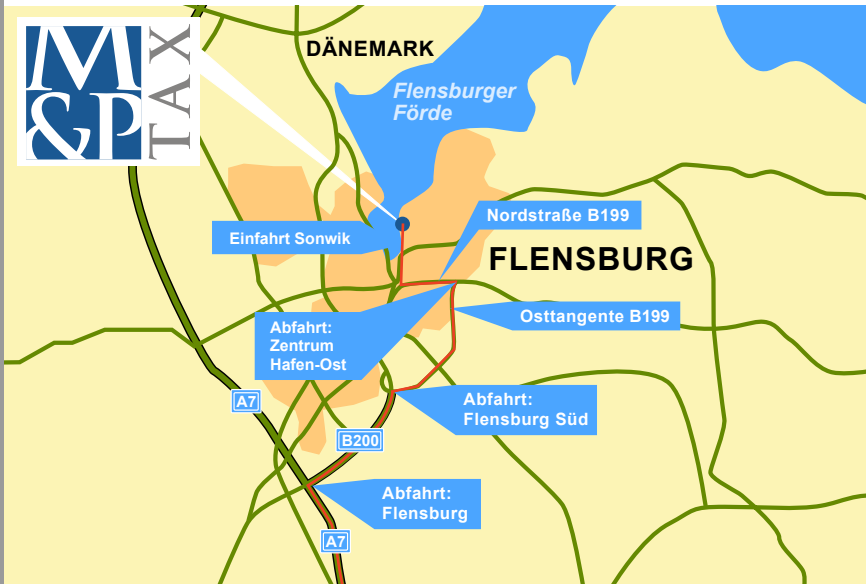 M
&P
TAX
DÄNEMARK
Flensburger
Förde
Nordstraße B199
Einfahrt Sonwik
FLENSBURG
Osttangente B199
Abfahrt:
Zentrum
Hafen-Ost
A7
Abfahrt:
Flensburg Süd
B200
Abfahrt:
Flensburg
A7